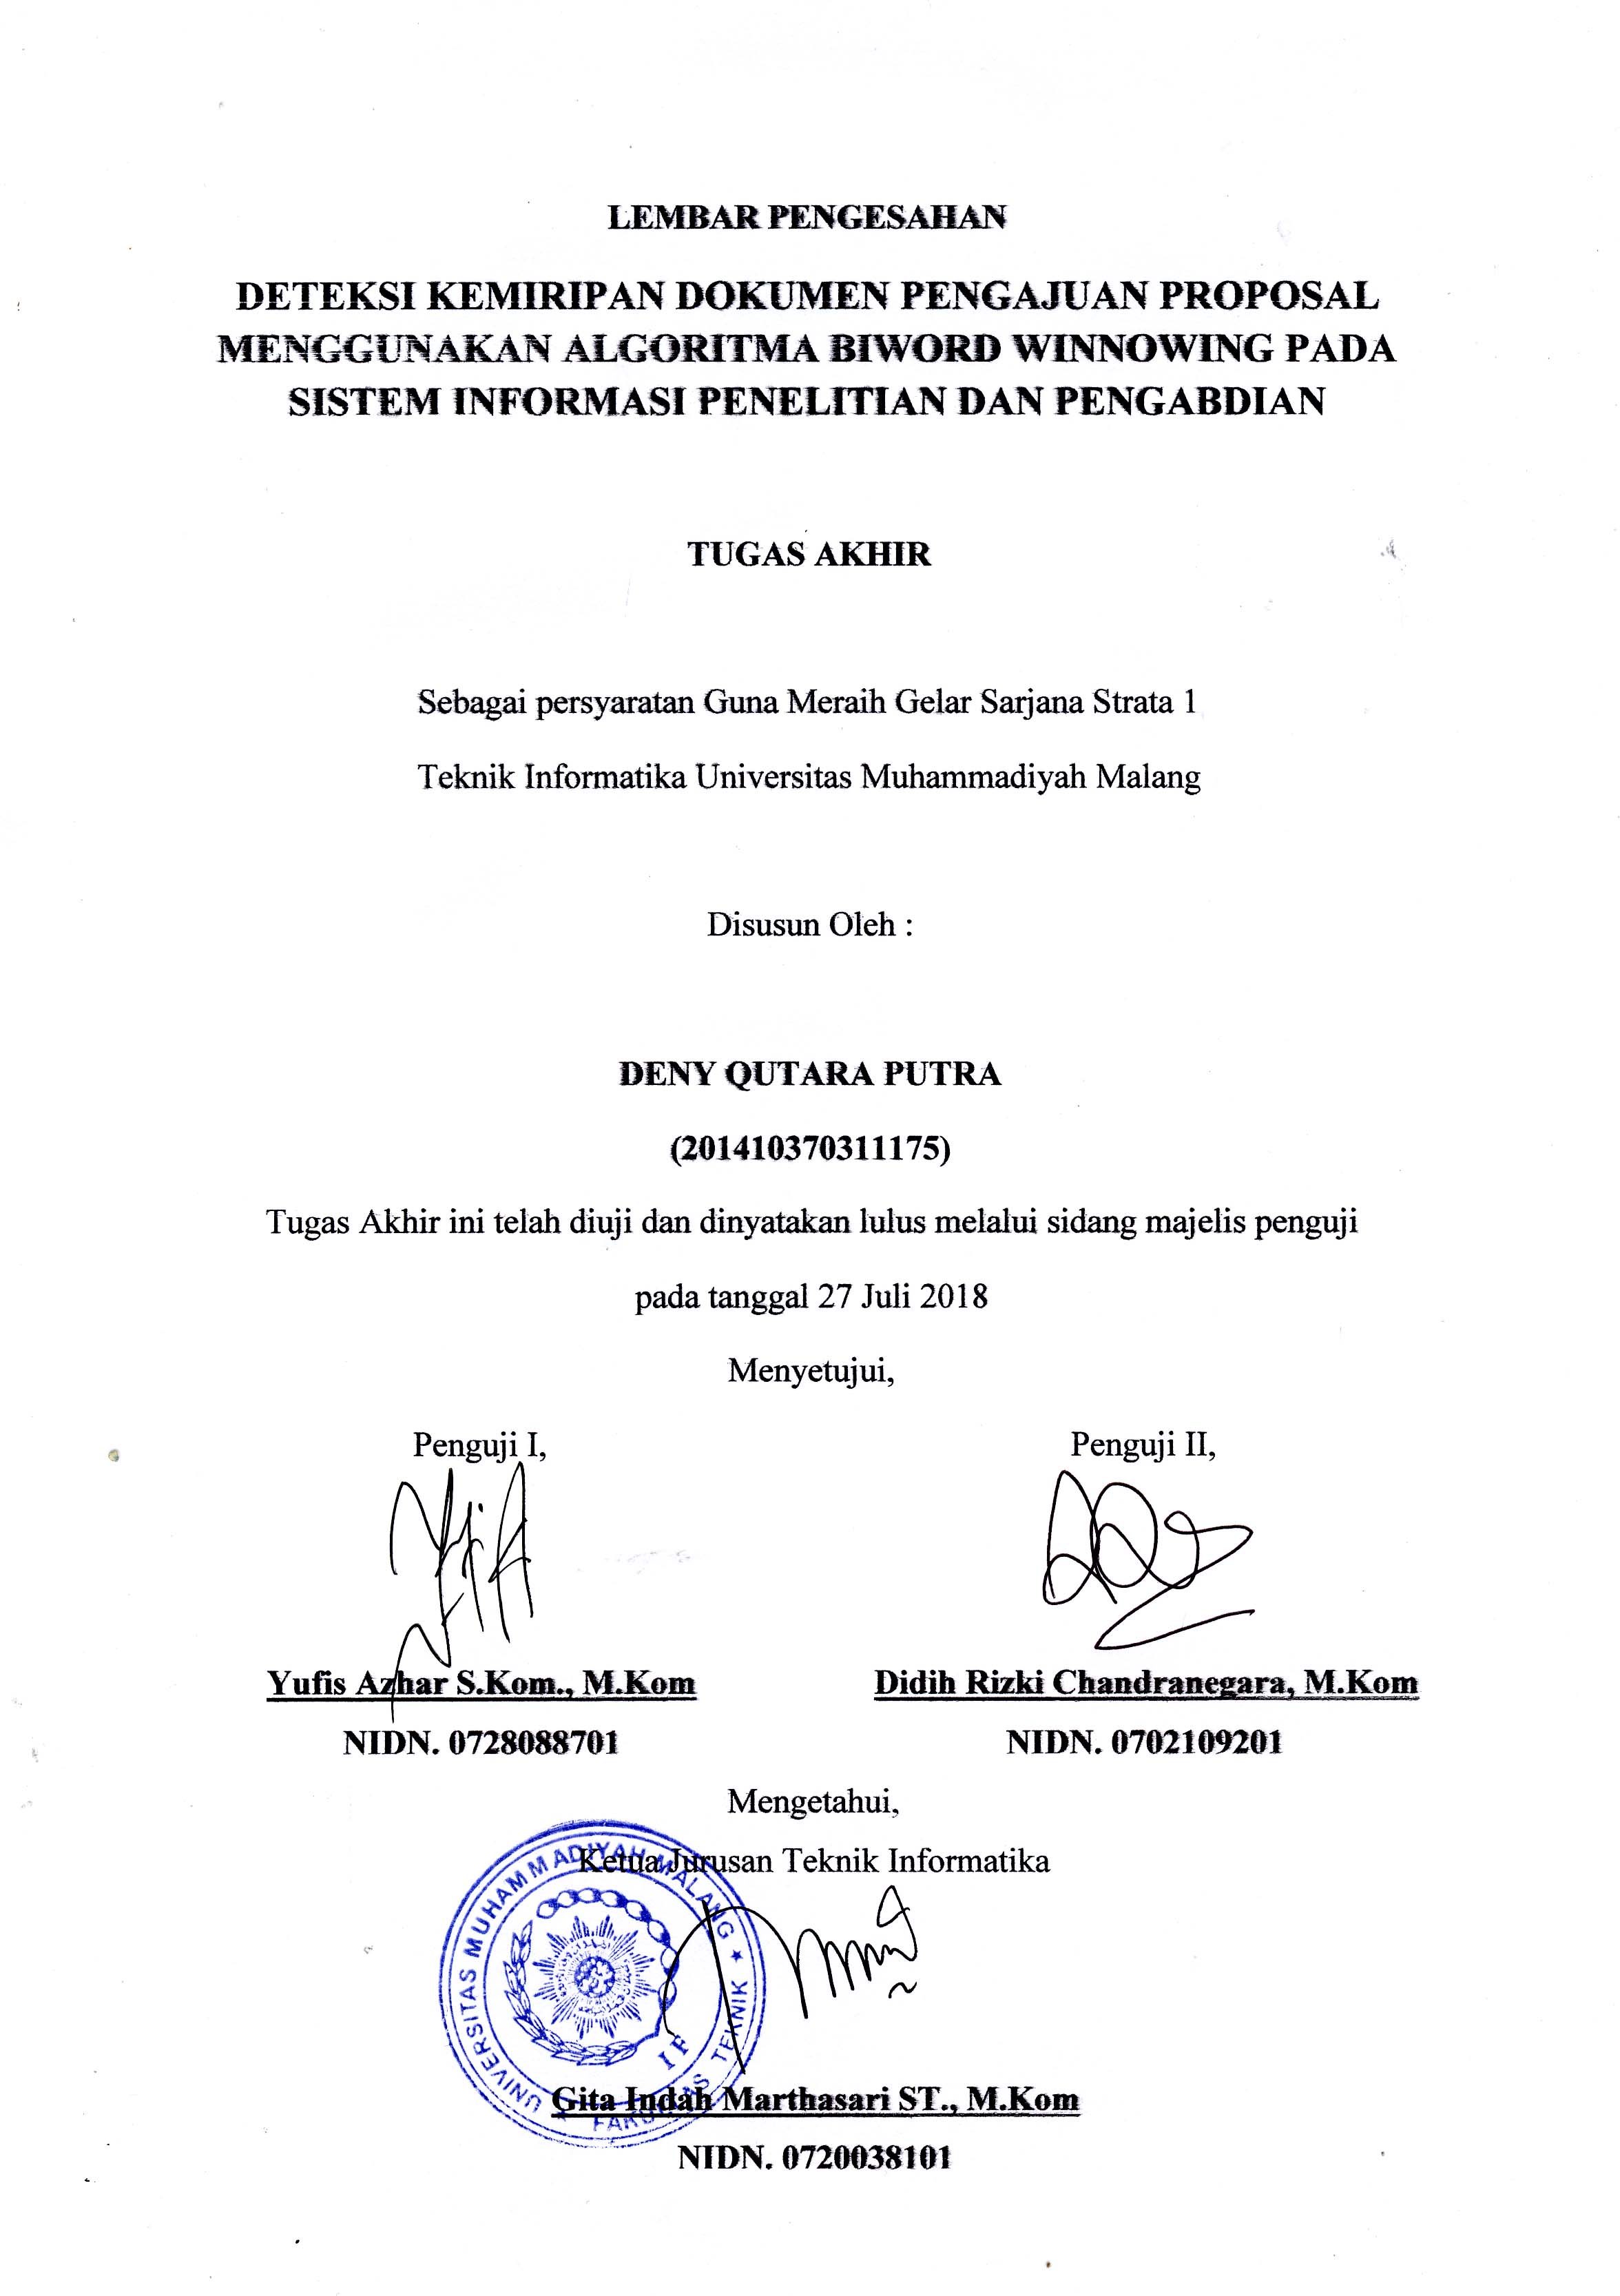 LEMBAR PENGESAHAN
DETEKSI KEMIRIPAN DOKUMEN PENGAJUAN PROPOSAL
MENGGUNAKAN ALGORITMA BIWORD WINNOWING PADA
SISTEM INFORMASI PENELITIAN DAN PENGABDIAN
TUGAS AKHIR
Sebagai persyaratan Guna Meraih Gelar Sarjana Strata 1
Teknik Informatika Universitas Muhammadiyah Malang
Disusun Oleh :
DENY QUTARA PUTRA
(201410370311175)
Tugas Akhir ini telah diuji dan dinyatakan lulus melalui sidang majelis penguji
pada tanggal 27 Juli 2018
Menyetujui,
Penguji I,
Penguji II,
Yufis Azhar S.Kom., M.Kom
Didih Rizki Chandranegara, M.Kom
NIDN. 0728088701
NIDN. 0702109201
Mengetahui,
Ketua Jurusan Teknik Informatika
UNIVERSITAS MUHAMMADIYAH MALANG
FAKULTAS TEKNIK
IF
Gita Indah Marthasari ST., M.Kom
NIDN. 0720038101